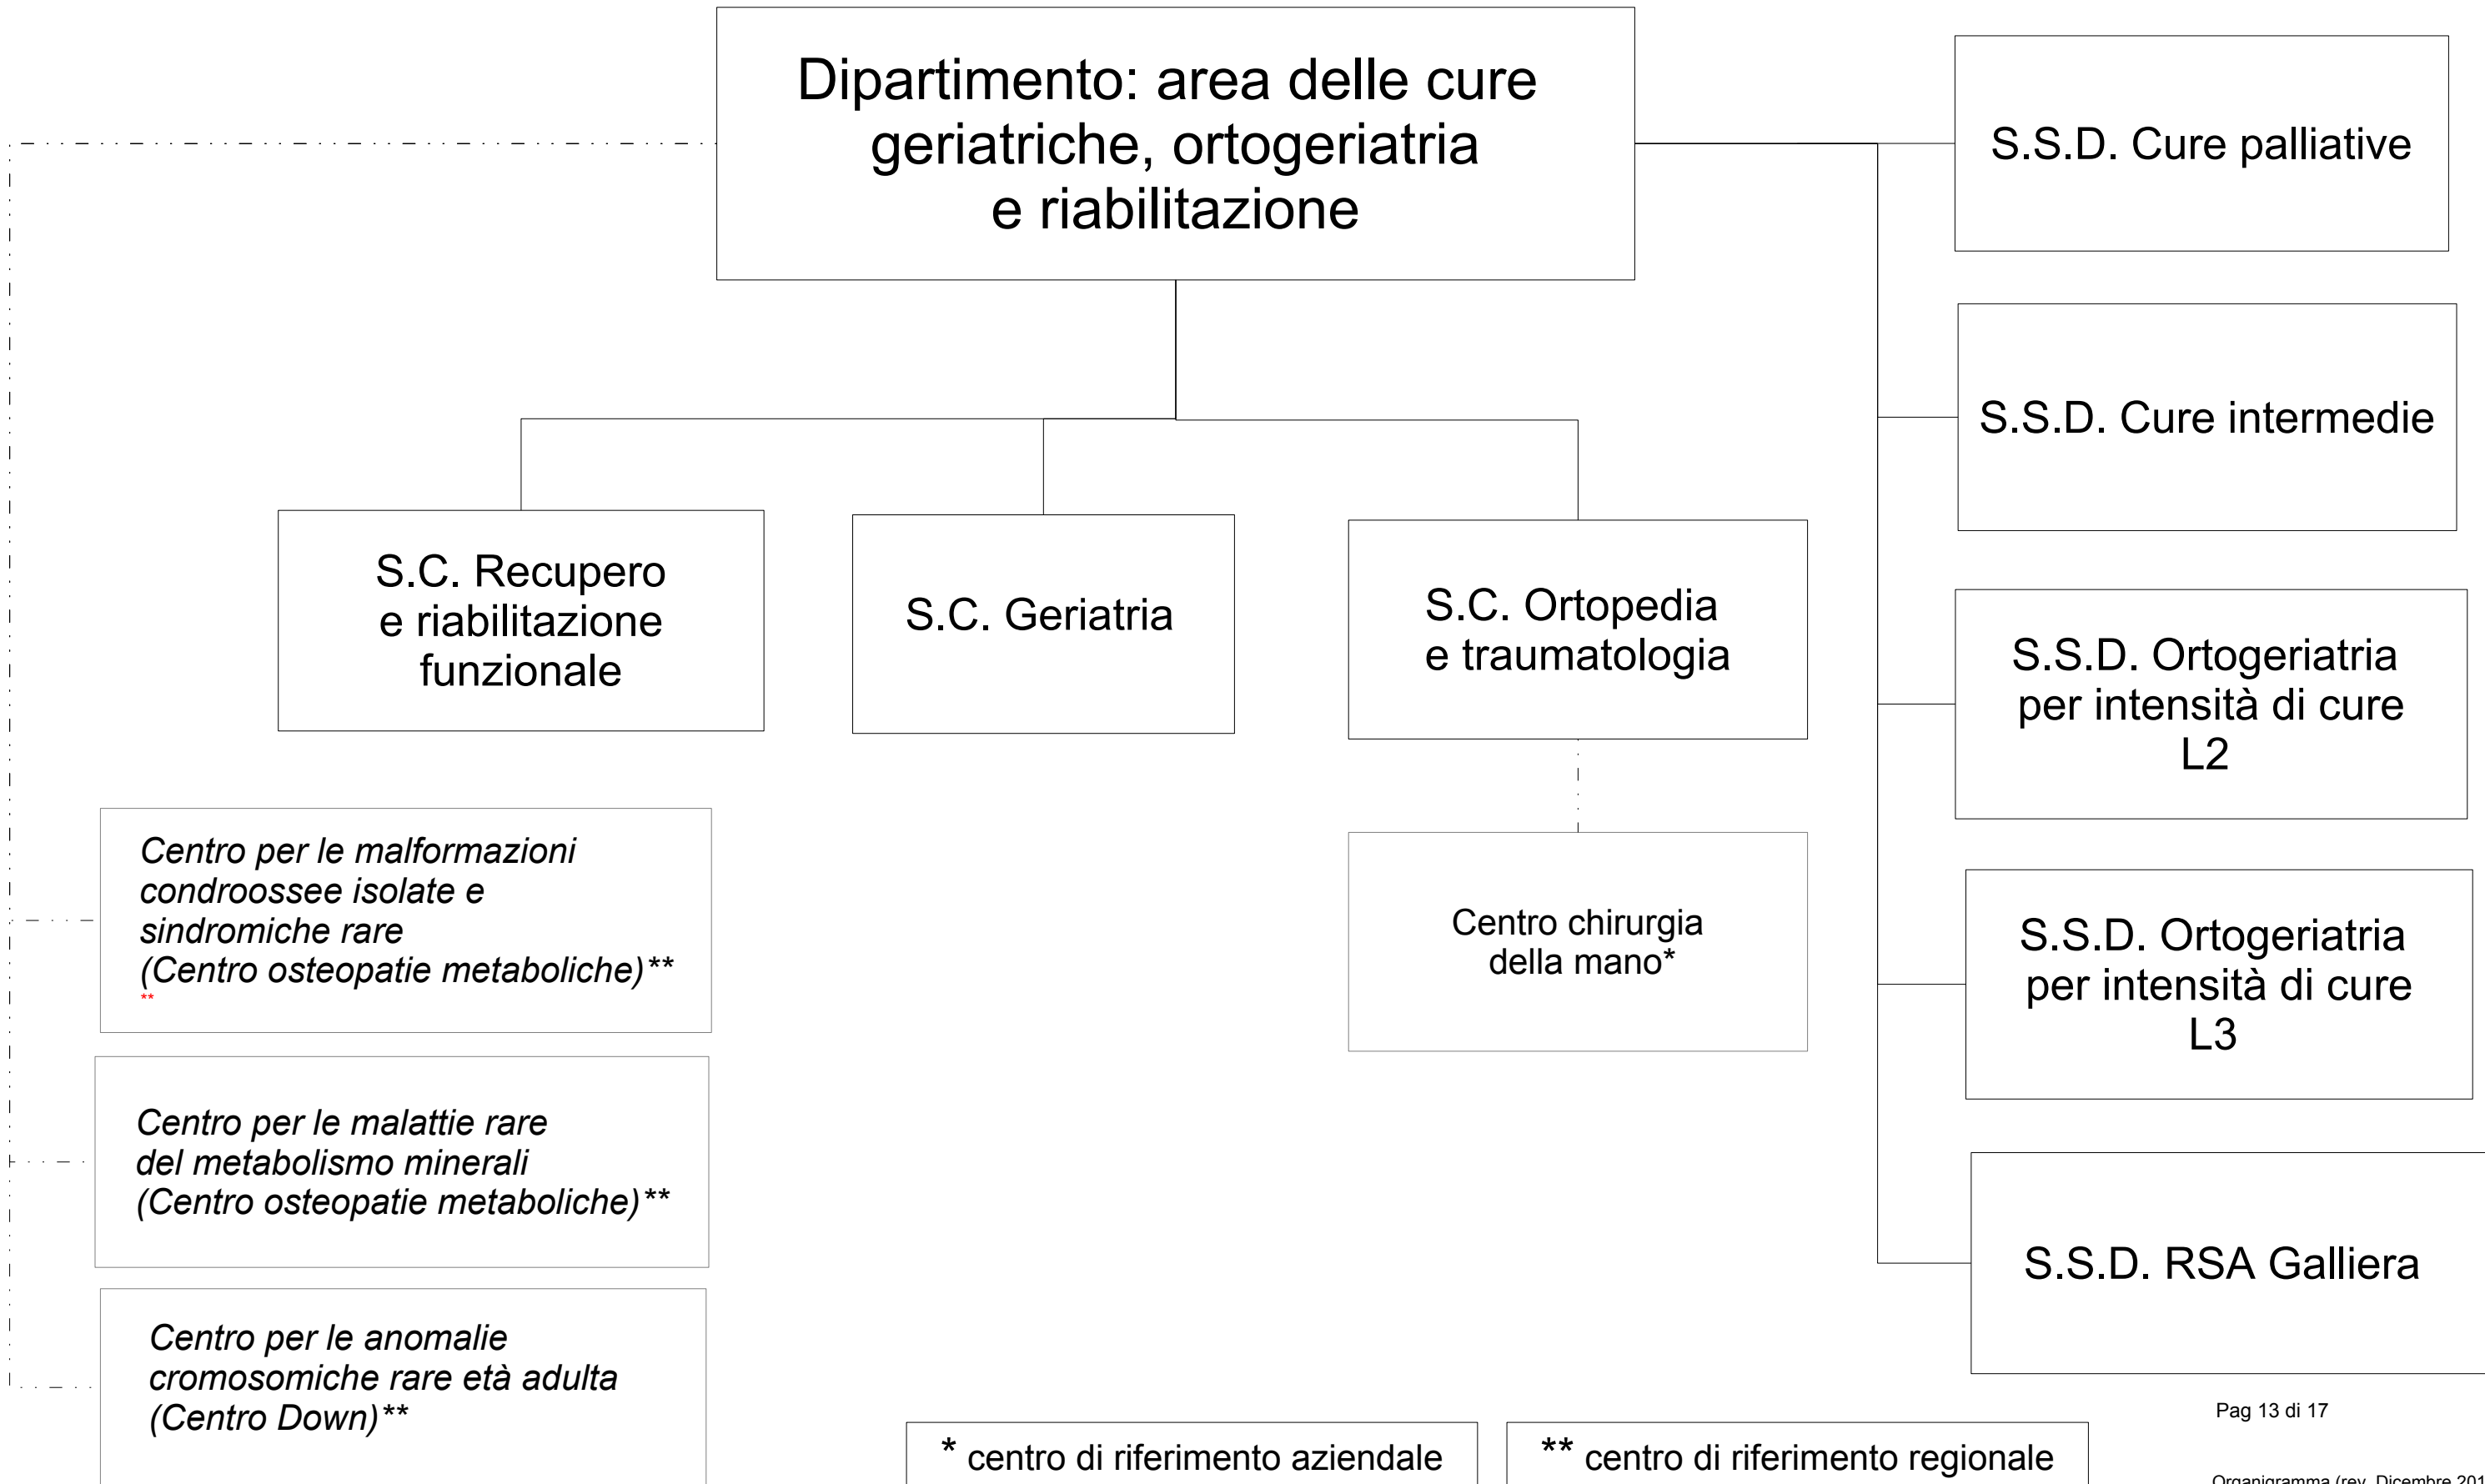 Dipartimento: area delle cure
geriatriche, ortogeriatria
e riabilitazione
S.S.D. Cure palliative
S.S.D. Cure intermedie
S.C. Recupero
e riabilitazione
funzionale
S.C. Geriatria
S.C. Ortopedia
e traumatologia
S.S.D. Ortogeriatria
per intensità di cure
L2
Centro per le malformazioni
condroossee isolate e
sindromiche rare
(Centro osteopatie metaboliche)**
**
Centro chirurgia
della mano*
S.S.D. Ortogeriatria
per intensità di cure
L3
Centro per le malattie rare
del metabolismo minerali
(Centro osteopatie metaboliche)**
S.S.D. RSA Galliera
Centro per le anomalie
cromosomiche rare età adulta
(Centro Down)**
Pag 13 di 17
* centro di riferimento aziendale
** centro di riferimento regionale
Organigramma (rev. Dicembre 201